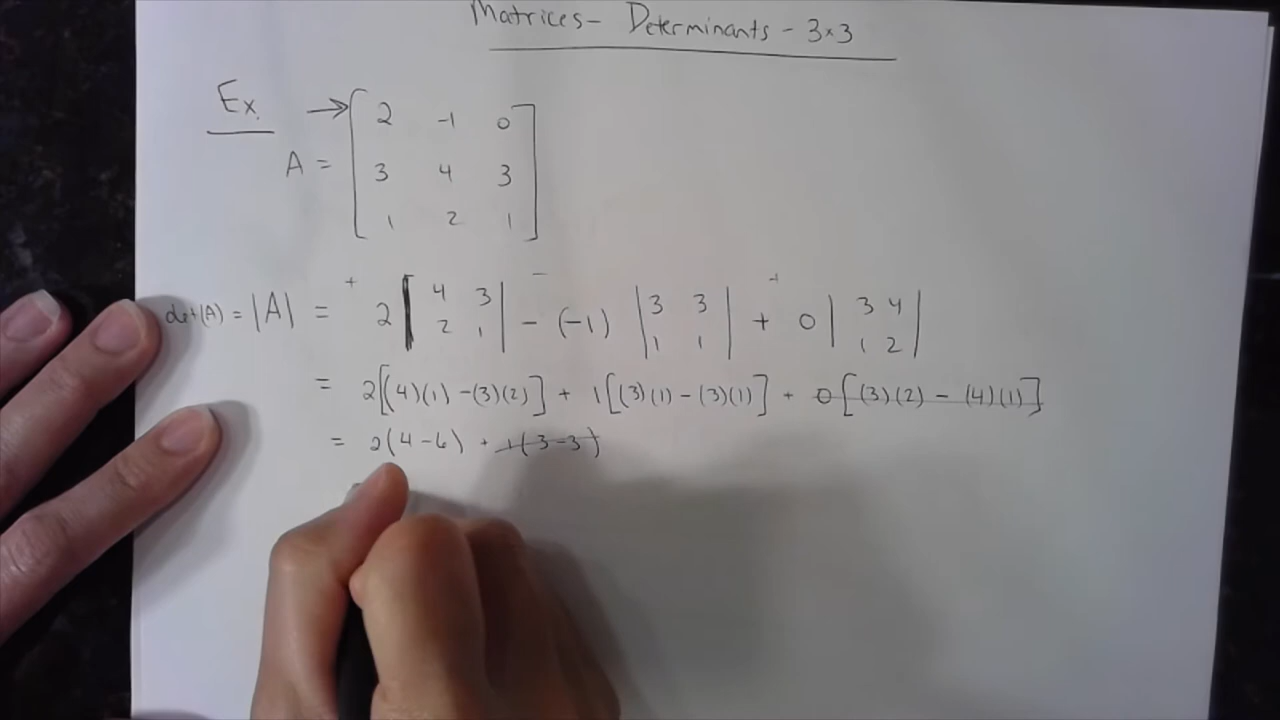 Matrices - Determinants - 3×3
Ex. →
A = [ 2 -1 0
3 4 3
1 2 1 ]
+ - +
det(A) = |A| = 2 | 4 3 | - (-1) | 3 3 | + 0 | 3 4 |
2 1 1 1 1 2
= 2[(4)(1) - (3)(2)] + 1[(3)(1) - (3)(1)] + 0[(3)(2) - (4)(1)]
= 2(4-6) + 1(3-3)